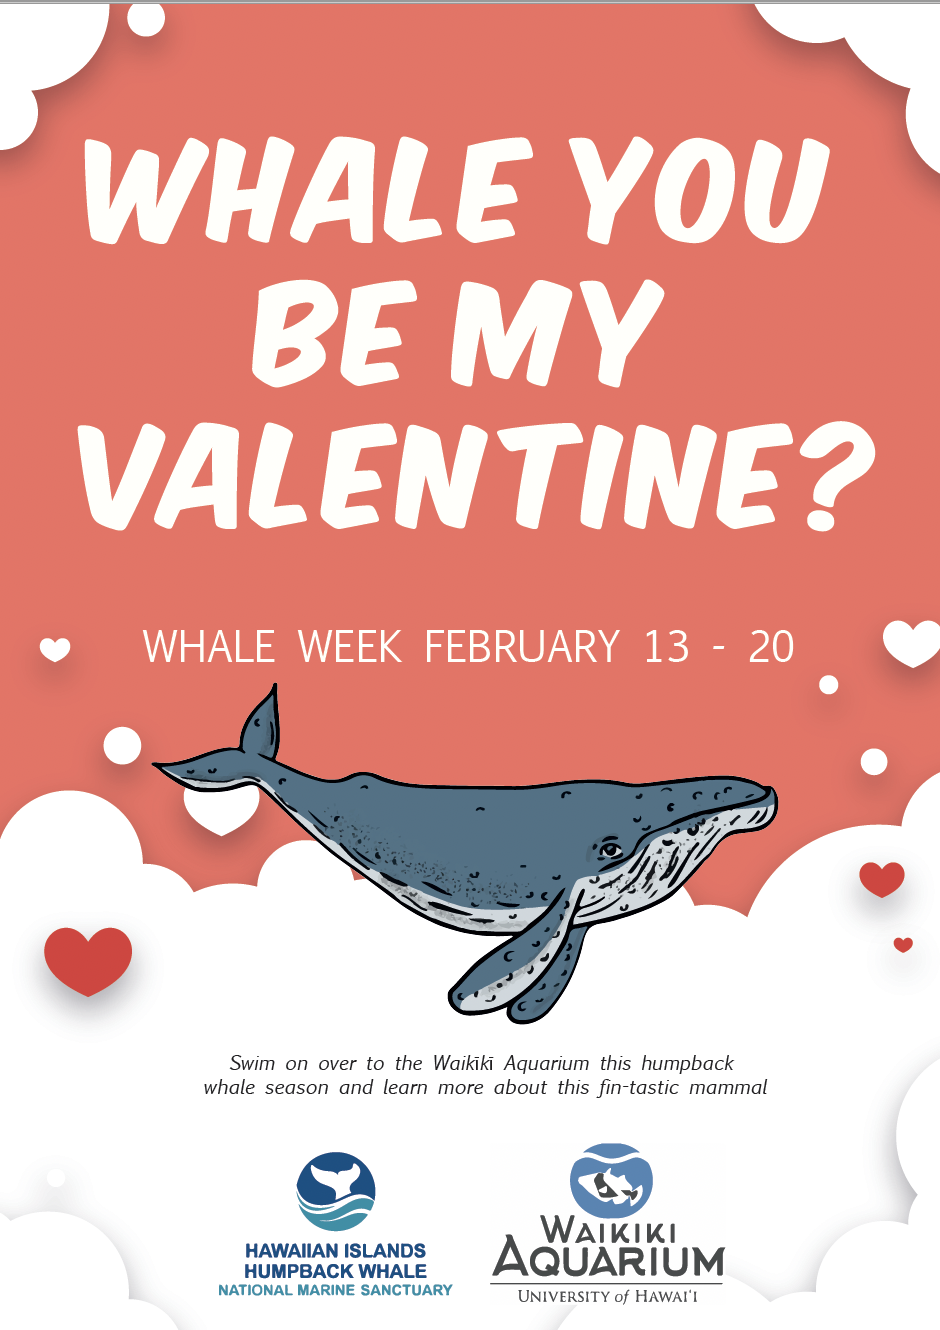 WHALE YOU
BE MY
VALENTINE?
WHALE WEEK FEBRUARY 13 - 20
Swim on over to the Waikīkī Aquarium this humpback
whale season and learn more about this fin-tastic mammal
HAWAIIAN ISLANDS
HUMPBACK WHALE
NATIONAL MARINE SANCTUARY
WAIKIKI
AQUARIUM
UNIVERSITY of HAWAI'I